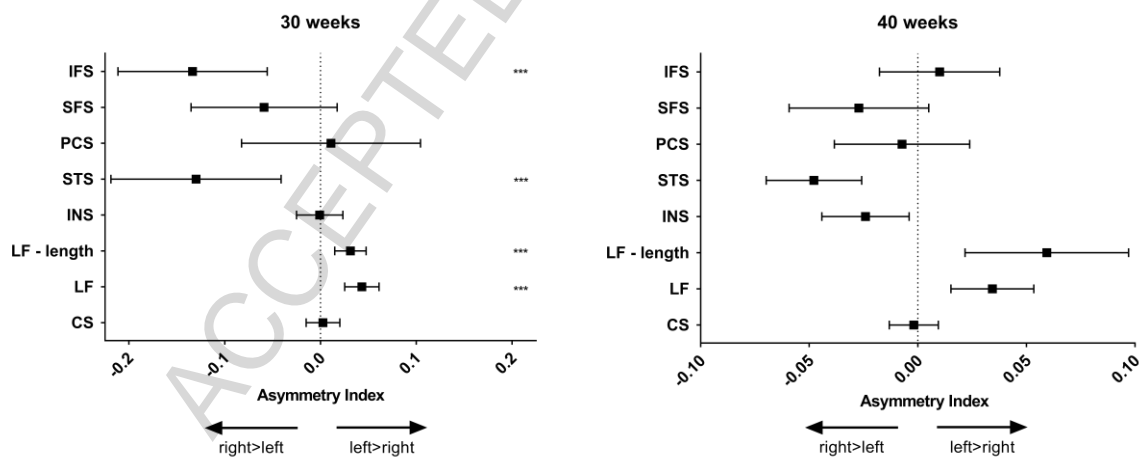 30 weeks
IFS ***
SFS
PCS
STS ***
INS
LF - length ***
LF ***
CS
-0.2 -0.1 0.0 0.1 0.2
Asymmetry Index
right>left left>right
40 weeks
IFS
SFS
PCS
STS
INS
LF - length
LF
CS
-0.10 -0.05 0.00 0.05 0.10
Asymmetry Index
right>left left>right
ACCEPTE